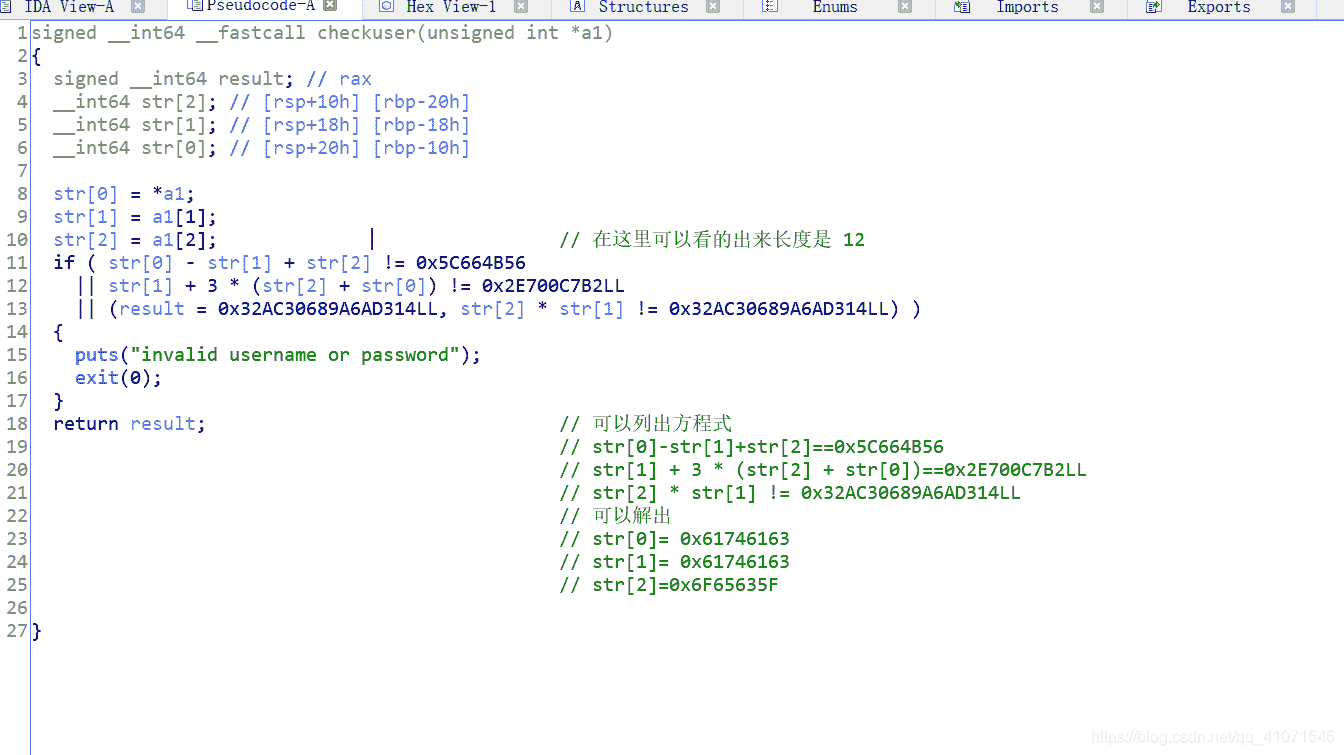 IDA View-A Pseudocode-A Hex View-1 Structures Enums Imports Exports
1 signed __int64 __fastcall checkuser(unsigned int *a1)
2 {
3 signed __int64 result; // rax
4 __int64 str[2]; // [rsp+10h] [rbp-20h]
5 __int64 str[1]; // [rsp+18h] [rbp-18h]
6 __int64 str[0]; // [rsp+20h] [rbp-10h]
7
8 str[0] = *a1;
9 str[1] = a1[1];
10 str[2] = a1[2]; // 在这里可以看的出来长度是 12
11 if ( str[0] - str[1] + str[2] != 0x5C664B56
12 || str[1] + 3 * (str[2] + str[0]) != 0x2E700C7B2LL
13 || (result = 0x32AC30689A6AD314LL, str[2] * str[1] != 0x32AC30689A6AD314LL) )
14 {
15 puts("invalid username or password");
16 exit(0);
17 }
18 return result; // 可以列出方程式
19 // str[0]-str[1]+str[2]==0x5C664B56
20 // str[1] + 3 * (str[2] + str[0])==0x2E700C7B2LL
21 // str[2] * str[1] != 0x32AC30689A6AD314LL
22 // 可以解出
23 // str[0]= 0x61746163
24 // str[1]= 0x61746163
25 // str[2]=0x6F65635F
26
27 }
https://blog.csdn.net/qq_41071646